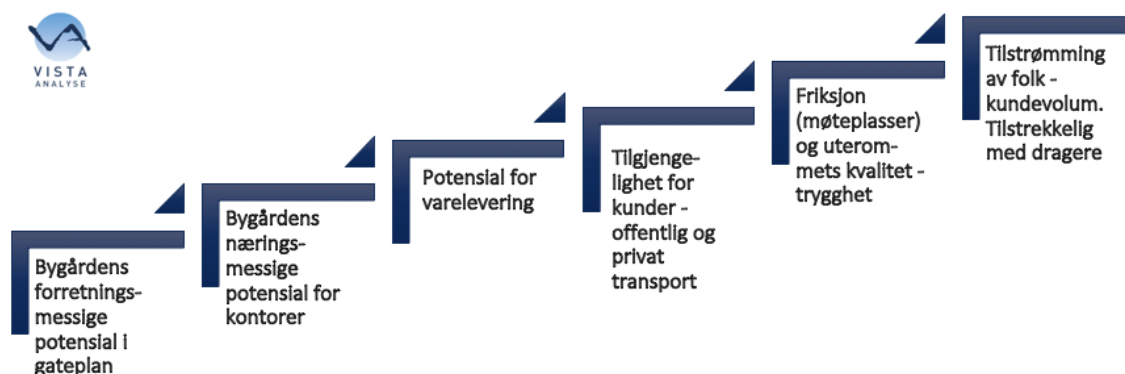 VISTA
ANALYSE
Bygårdens
forretnings-
messige
potensial i
gateplan
Bygårdens
nærings-
messige
potensial for
kontorer
Potensial for
varelevering
Tilgjenge-
lighet for
kunder -
offentlig og
privat
transport
Friksjon
(møteplasser)
og uterom-
mets kvalitet -
trygghet
Tilstrømming
av folk -
kundevolum.
Tilstrekkelig
med dragere